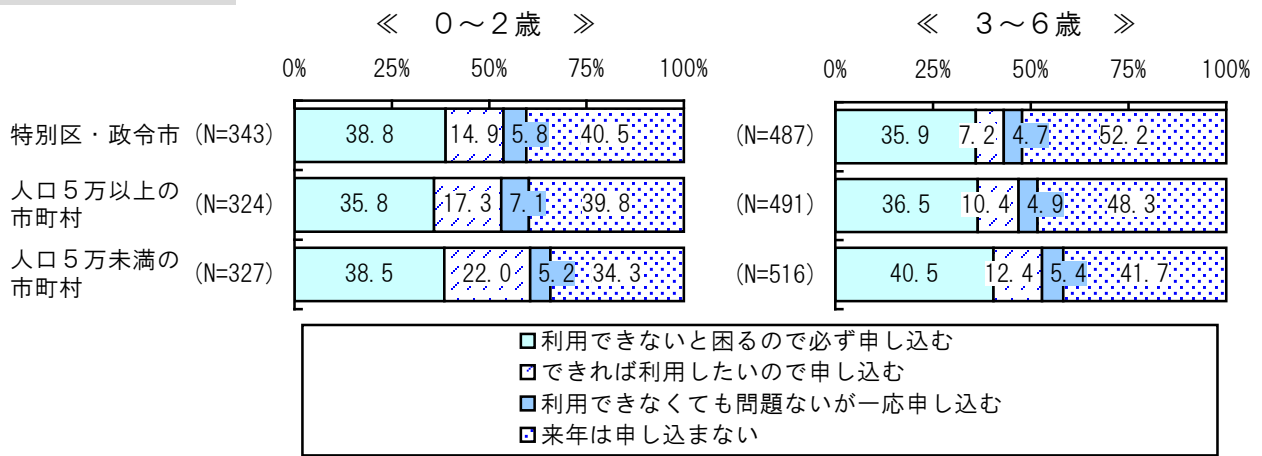 ≪ 0~2歳 ≫ ≪ 3~6歳 ≫
0% 25% 50% 75% 100% 0% 25% 50% 75% 100%
特別区・政令市 (N=343) 38.8 14.9 5.8 40.5 (N=487) 35.9 7.2 4.7 52.2
人口5万以上の
市町村 (N=324) 35.8 17.3 7.1 39.8 (N=491) 36.5 10.4 4.9 48.3
人口5万未満の
市町村 (N=327) 38.5 22.0 5.2 34.3 (N=516) 40.5 12.4 5.4 41.7
利用できないと困るので必ず申し込む
できれば利用したいので申し込む
利用できなくても問題ないが一応申し込む
来年は申し込まない